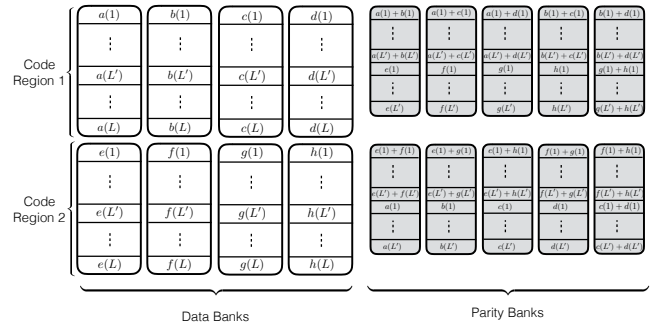 a(1) b(1) c(1) d(1) a(1) + b(1) a(1) + c(1) a(1) + d(1) b(1) + c(1) b(1) + d(1)
⋮ ⋮ ⋮ ⋮ ⋮ ⋮ ⋮ ⋮ ⋮
a(L′) + b(L′) a(L′) + c(L′) a(L′) + d(L′) b(L′) + c(L′) b(L′) + d(L′)
Code
Region 1
a(L′) b(L′) c(L′) d(L′) e(1) f(1) g(1) h(1) g(1) + h(1)
⋮ ⋮ ⋮ ⋮ ⋮ ⋮ ⋮ ⋮ ⋮
e(L′) f(L′) g(L′) h(L′) g(L′) + h(L′)
a(L) b(L) c(L) d(L)
e(1) f(1) g(1) h(1) e(1) + f(1) e(1) + g(1) e(1) + h(1) f(1) + g(1) f(1) + h(1)
⋮ ⋮ ⋮ ⋮ ⋮ ⋮ ⋮ ⋮ ⋮
e(L′) + f(L′) e(L′) + g(L′) e(L′) + h(L′) f(L′) + g(L′) f(L′) + h(L′)
Code
Region 2
e(L′) f(L′) g(L′) h(L′) a(1) b(1) c(1) d(1) c(1) + d(1)
⋮ ⋮ ⋮ ⋮ ⋮ ⋮ ⋮ ⋮ ⋮
a(L′) b(L′) c(L′) d(L′) c(L′) + d(L′)
e(L) f(L) g(L) h(L)
Data Banks Parity Banks